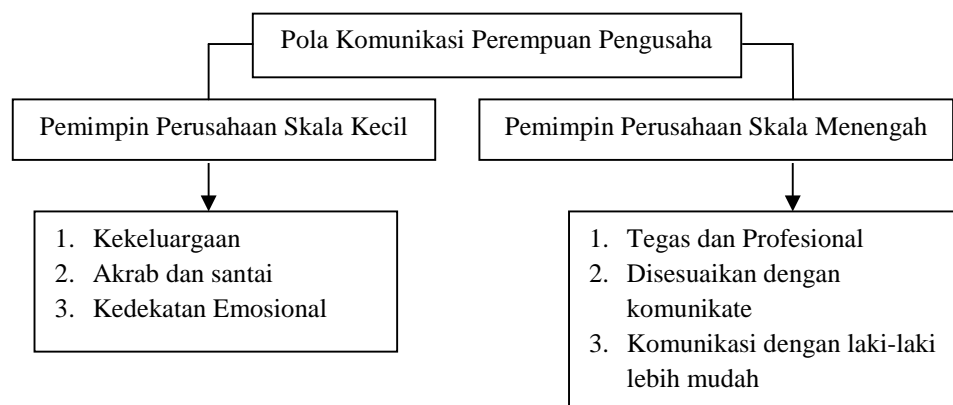 Pola Komunikasi Perempuan Pengusaha
Pemimpin Perusahaan Skala Kecil
Pemimpin Perusahaan Skala Menengah
1. Kekeluargaan
2. Akrab dan santai
3. Kedekatan Emosional
1. Tegas dan Profesional
2. Disesuaikan dengan
komunikate
3. Komunikasi dengan laki-laki
lebih mudah